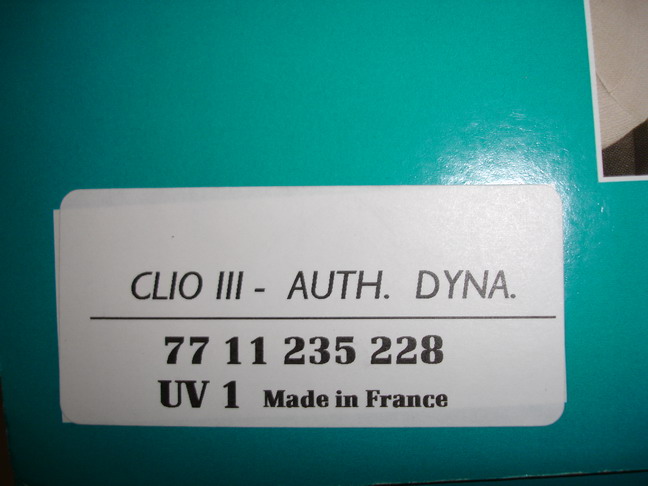 CLIO III - AUTH. DYNA.
77 11 235 228
UV 1 Made in France